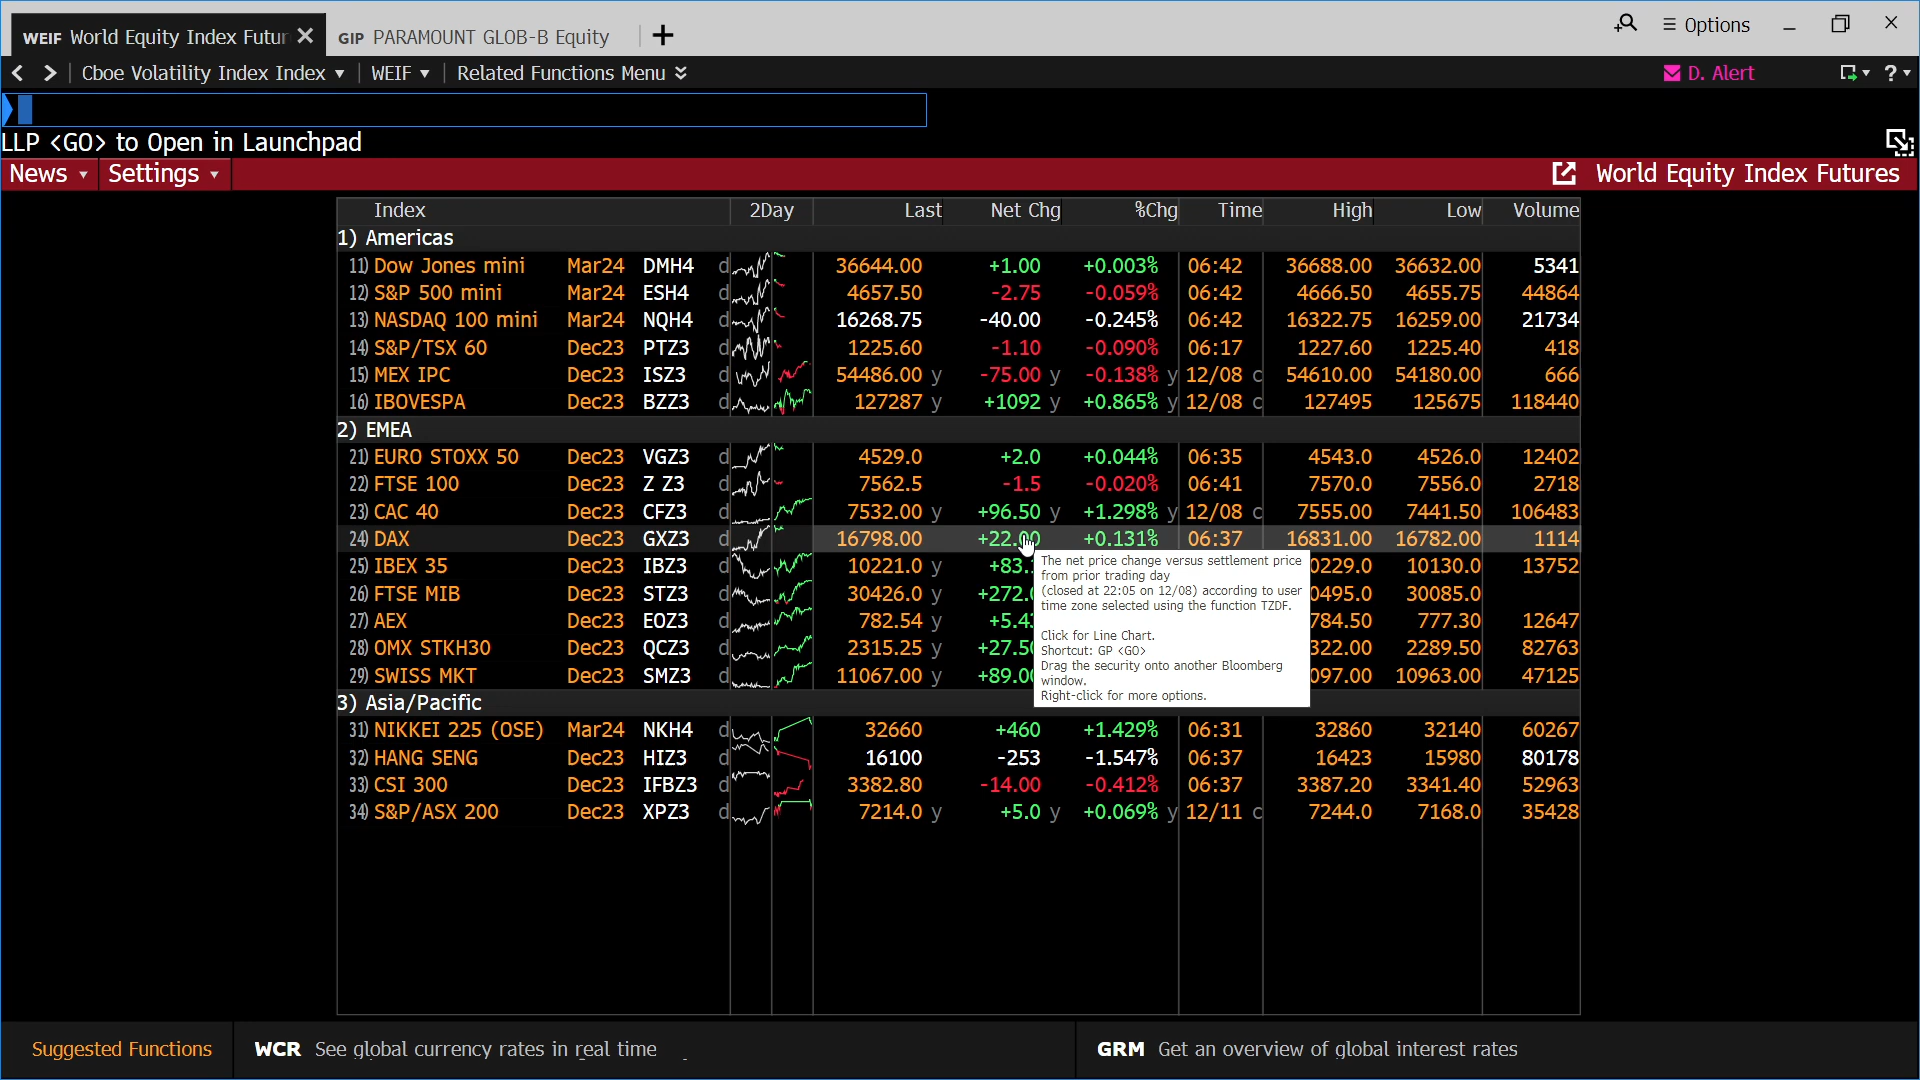 WEIF World Equity Index Futur GIP PARAMOUNT GLOB-B Equity Options
Cboe Volatility Index Index WEIF Related Functions Menu D. Alert ?
LLP <GO> to Open in Launchpad
News Settings World Equity Index Futures
Index 2Day Last Net Chg %Chg Time High Low Volume
1) Americas
11) Dow Jones mini Mar24 DMH4 d 36644.00 +1.00 +0.003% 06:42 36688.00 36632.00 5341
12) S&P 500 mini Mar24 ESH4 d 4657.50 -2.75 -0.059% 06:42 4666.50 4655.75 44864
13) NASDAQ 100 mini Mar24 NQH4 d 16268.75 -40.00 -0.245% 06:42 16322.75 16259.00 21734
14) S&P/TSX 60 Dec23 PTZ3 d 1225.60 -1.10 -0.090% 06:17 1227.60 1225.40 418
15) MEX IPC Dec23 ISZ3 d 54486.00 y -75.00 y -0.138% y 12/08 c 54610.00 54180.00 666
16) IBOVESPA Dec23 BZZ3 d 127287 y +1092 y +0.865% y 12/08 c 127495 125675 118440
2) EMEA
21) EURO STOXX 50 Dec23 VGZ3 d 4529.0 +2.0 +0.044% 06:35 4543.0 4526.0 12402
22) FTSE 100 Dec23 Z Z3 d 7562.5 -1.5 -0.020% 06:41 7570.0 7556.0 2718
23) CAC 40 Dec23 CFZ3 d 7532.00 y +96.50 y +1.298% y 12/08 c 7555.00 7441.50 106483
24) DAX Dec23 GXZ3 d 16798.00 +22.00 +0.131% 06:37 16831.00 16782.00 1114
25) IBEX 35 Dec23 IBZ3 d 10221.0 y +83. 0229.0 10130.0 13752
26) FTSE MIB Dec23 STZ3 d 30426.0 y +272. 0495.0 30085.0
27) AEX Dec23 EOZ3 d 782.54 y +5.4 784.50 777.30 12647
28) OMX STKH30 Dec23 QCZ3 d 2315.25 y +27.5 322.00 2289.50 82763
29) SWISS MKT Dec23 SMZ3 d 11067.00 y +89.0 097.00 10963.00 47125
The net price change versus settlement price
from prior trading day
(closed at 22:05 on 12/08) according to user
time zone selected using the function TZDF.
Click for Line Chart.
Shortcut: GP <GO>
Drag the security onto another Bloomberg
window.
Right-click for more options.
3) Asia/Pacific
31) NIKKEI 225 (OSE) Mar24 NKH4 d 32660 +460 +1.429% 06:31 32860 32140 60267
32) HANG SENG Dec23 HIZ3 d 16100 -253 -1.547% 06:37 16423 15980 80178
33) CSI 300 Dec23 IFBZ3 d 3382.80 -14.00 -0.412% 06:37 3387.20 3341.40 52963
34) S&P/ASX 200 Dec23 XPZ3 d 7214.0 y +5.0 y +0.069% y 12/11 c 7244.0 7168.0 35428
Suggested Functions WCR See global currency rates in real time GRM Get an overview of global interest rates